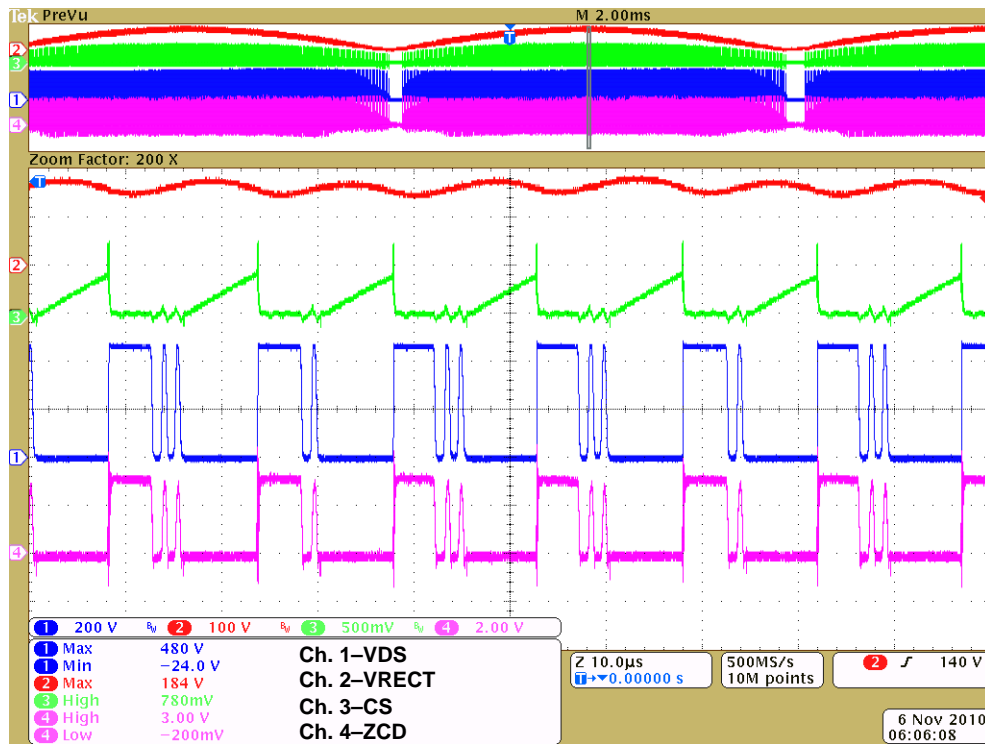 Tek PreVu M 2.00ms
T
2
3
1
4
Zoom Factor: 200 X
T
2
3
1
4
1 200 V BW 2 100 V BW 3 500mV BW 4 2.00 V
1 Max 480 V
1 Min −24.0 V
2 Max 184 V
3 High 780mV
4 High 3.00 V
4 Low −200mV
Ch. 1–VDS
Ch. 2–VRECT
Ch. 3–CS
Ch. 4–ZCD
Z 10.0µs
T→▼0.00000 s
500MS/s
10M points
2 140 V
6 Nov 2010
06:06:08